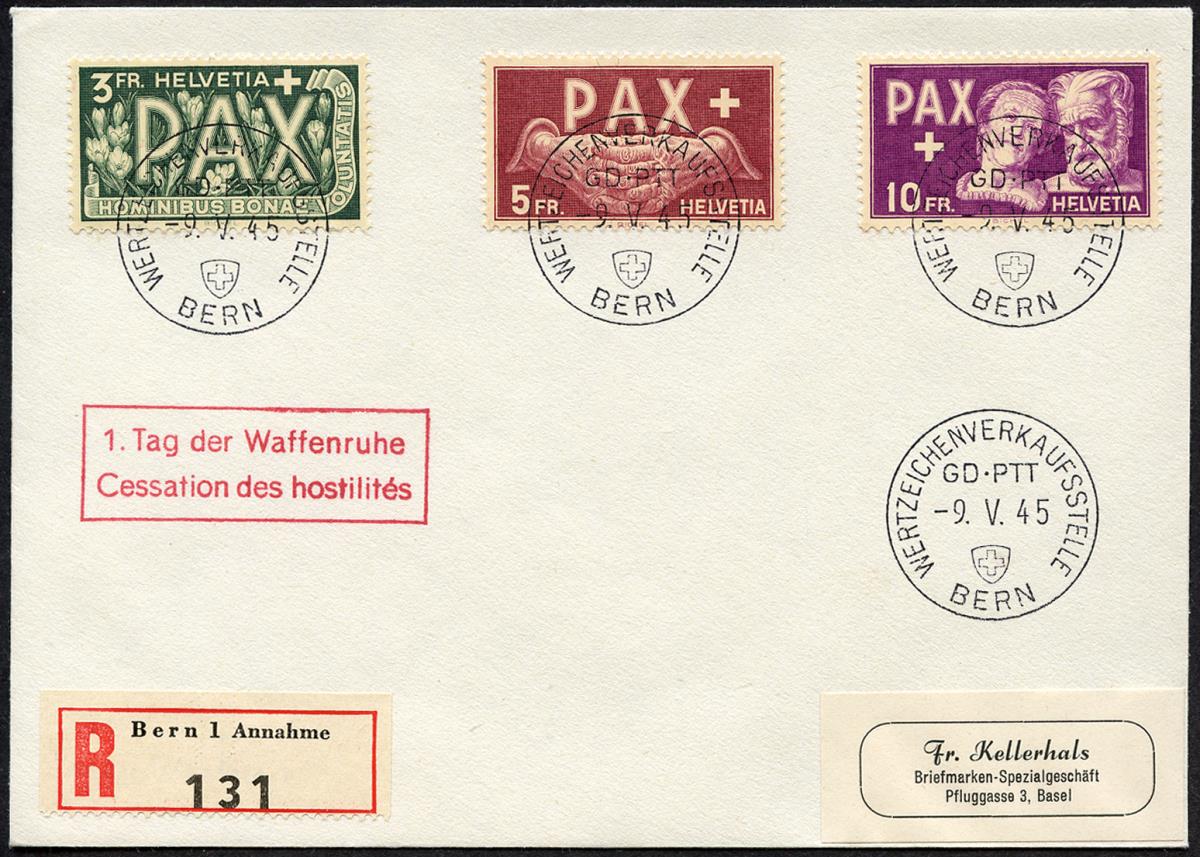 3 FR. HELVETIA
PAX
HOMINIBUS BONAE VOLUNTATIS
PAX
5 FR. HELVETIA
PAX
10 FR. HELVETIA
WERTZEICHENVERKAUFSSTELLE
GD·PTT
-9. V. 45
BERN
WERTZEICHENVERKAUFSSTELLE
GD·PTT
-9. V. 45
BERN
WERTZEICHENVERKAUFSSTELLE
GD·PTT
-9. V. 45
BERN
1. Tag der Waffenruhe
Cessation des hostilités
WERTZEICHENVERKAUFSSTELLE
GD·PTT
-9. V. 45
BERN
R
Bern 1 Annahme
131
Fr. Kellerhals
Briefmarken-Spezialgeschäft
Pfluggasse 3, Basel